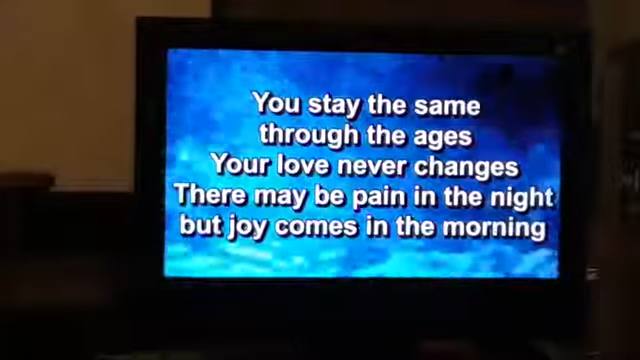 You stay the same
through the ages
Your love never changes
There may be pain in the night
but joy comes in the morning